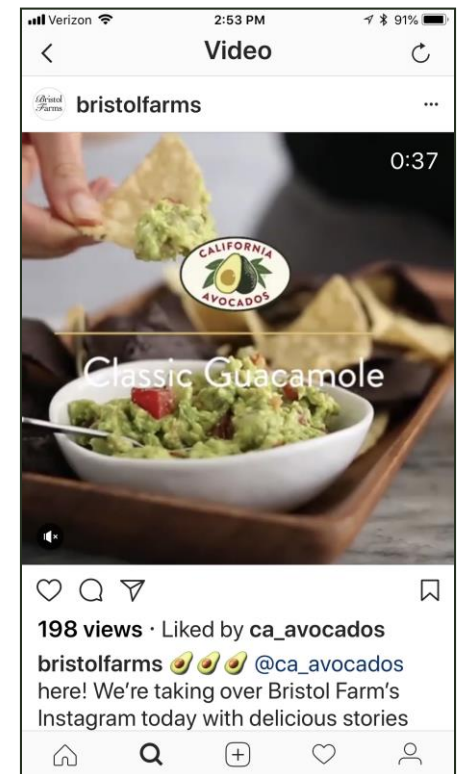 Verizon 2:53 PM 91%
Video
Bristol Farms bristolfarms ...
0:37
CALIFORNIA
AVOCADOS
Classic Guacamole
198 views · Liked by ca_avocados
bristolfarms 🥑🥑🥑 @ca_avocados
here! We’re taking over Bristol Farm’s
Instagram today with delicious stories